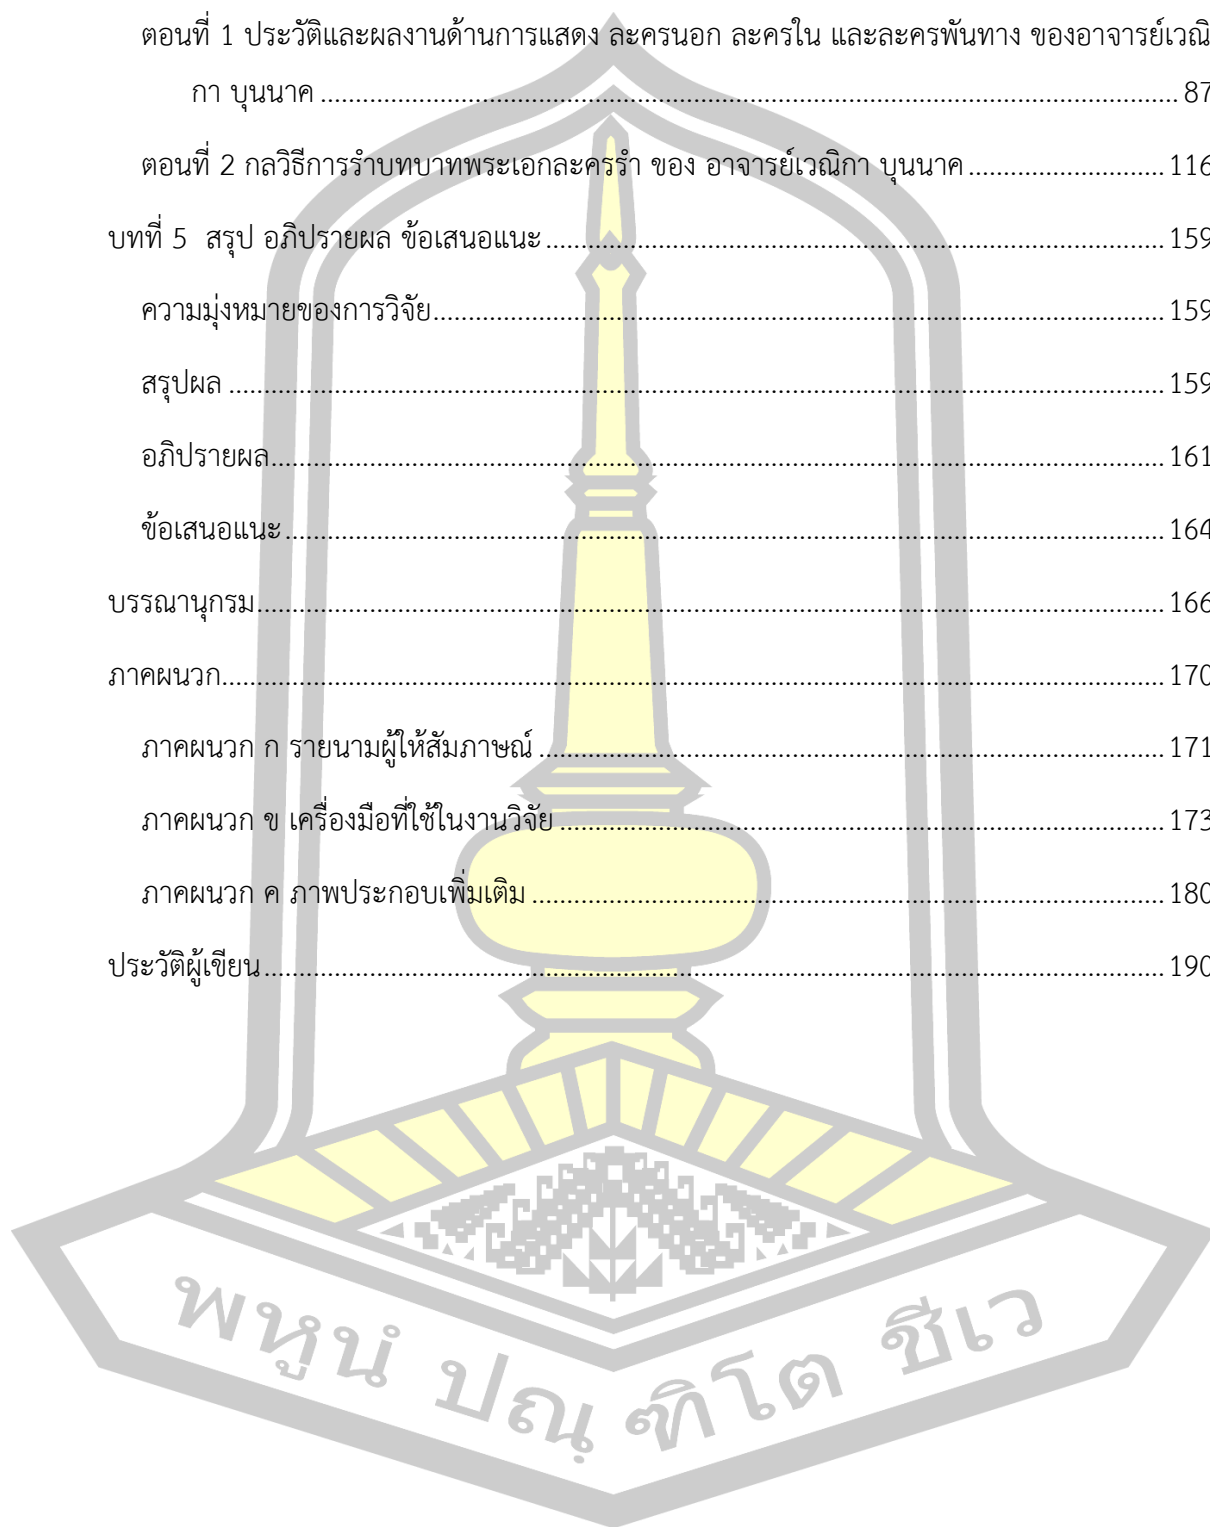 ตอนที่ 1 ประวัติและผลงานด้านการแสดง ละครนอก ละครใน และละครพันทาง ของอาจารย์เวณิ
กา บุนนาค ........................................................................ 87
ตอนที่ 2 กลวิธีการรำบทบาทพระเอกละครรำ ของ อาจารย์เวณิกา บุนนาค ............................ 116
บทที่ 5 สรุป อภิปรายผล ข้อเสนอแนะ ........................................................................ 159
ความมุ่งหมายของการวิจัย ........................................................................ 159
สรุปผล ........................................................................ 159
อภิปรายผล ........................................................................ 161
ข้อเสนอแนะ ........................................................................ 164
บรรณานุกรม ........................................................................ 166
ภาคผนวก ........................................................................ 170
ภาคผนวก ก รายนามผู้ให้สัมภาษณ์ ........................................................................ 171
ภาคผนวก ข เครื่องมือที่ใช้ในงานวิจัย ........................................................................ 173
ภาคผนวก ค ภาพประกอบเพิ่มเติม ........................................................................ 180
ประวัติผู้เขียน ........................................................................ 190
พหูนํ ปณฺฑิโต ชีเว